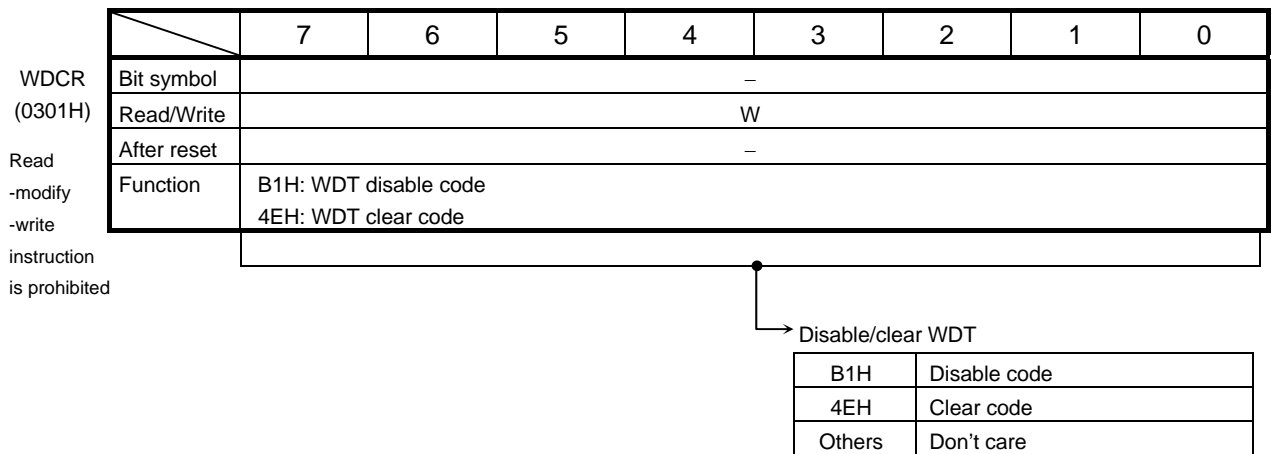 7 6 5 4 3 2 1 0
WDCR
(0301H)
Bit symbol –
Read/Write W
After reset –
Function B1H: WDT disable code
4EH: WDT clear code
Read
-modify
-write
instruction
is prohibited
Disable/clear WDT
B1H Disable code
4EH Clear code
Others Don't care